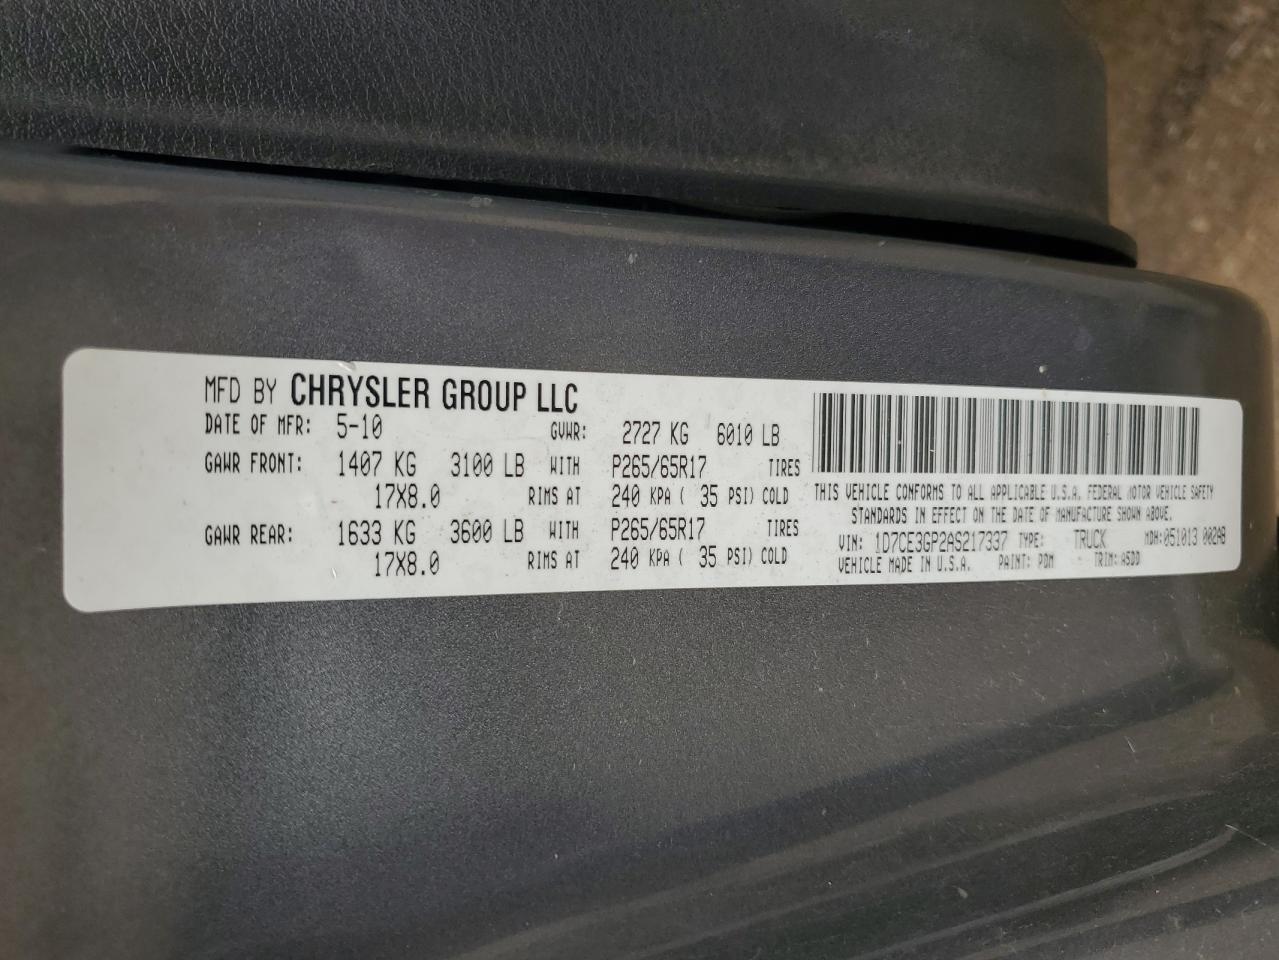 MFD BY CHRYSLER GROUP LLC
DATE OF MFR: 5-10 GVWR: 2727 KG 6010 LB
GAWR FRONT: 1407 KG 3100 LB WITH P265/65R17 TIRES
17X8.0 RIMS AT 240 KPA ( 35 PSI) COLD
GAWR REAR: 1633 KG 3600 LB WITH P265/65R17 TIRES
17X8.0 RIMS AT 240 KPA ( 35 PSI) COLD
THIS VEHICLE CONFORMS TO ALL APPLICABLE U.S.A. FEDERAL MOTOR VEHICLE SAFETY
STANDARDS IN EFFECT ON THE DATE OF MANUFACTURE SHOWN ABOVE.
VIN: 1D7CE3GP2AS217337 TYPE: TRUCK MDH:051013
VEHICLE MADE IN U.S.A. PAINT: PDM TRIM: A5DD